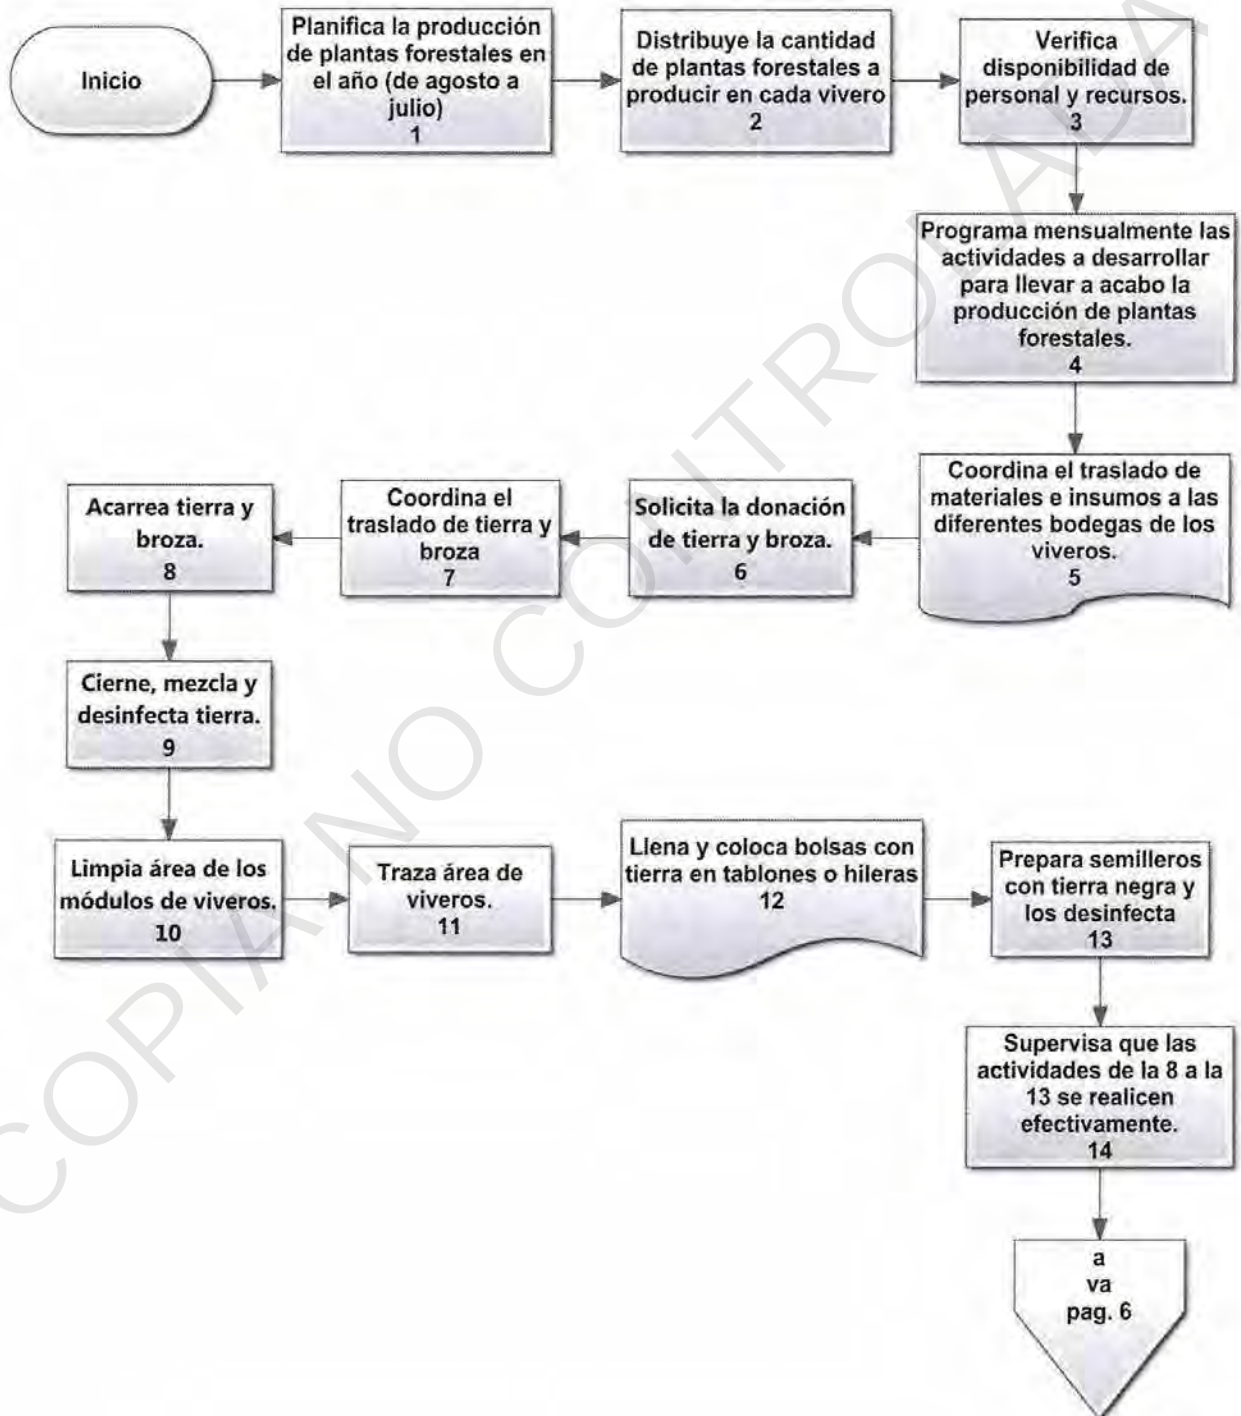 Inicio
Planifica la producción
de plantas forestales en
el año (de agosto a
julio)
1
Distribuye la cantidad
de plantas forestales a
producir en cada vivero
2
Verifica
disponibilidad de
personal y recursos.
3
Programa mensualmente las
actividades a desarrollar
para llevar a acabo la
producción de plantas
forestales.
4
Coordina el traslado de
materiales e insumos a las
diferentes bodegas de los
viveros.
5
Solicita la donación
de tierra y broza.
6
Coordina el
traslado de tierra y
broza
7
Acarrea tierra y
broza.
8
Cierne, mezcla y
desinfecta tierra.
9
Limpia área de los
módulos de viveros.
10
Traza área de
viveros.
11
Llena y coloca bolsas con
tierra en tablones o hileras
12
Prepara semilleros
con tierra negra y
los desinfecta
13
Supervisa que las
actividades de la 8 a la
13 se realicen
efectivamente.
14
a
va
pag. 6
COPIA NO CONTROLADA